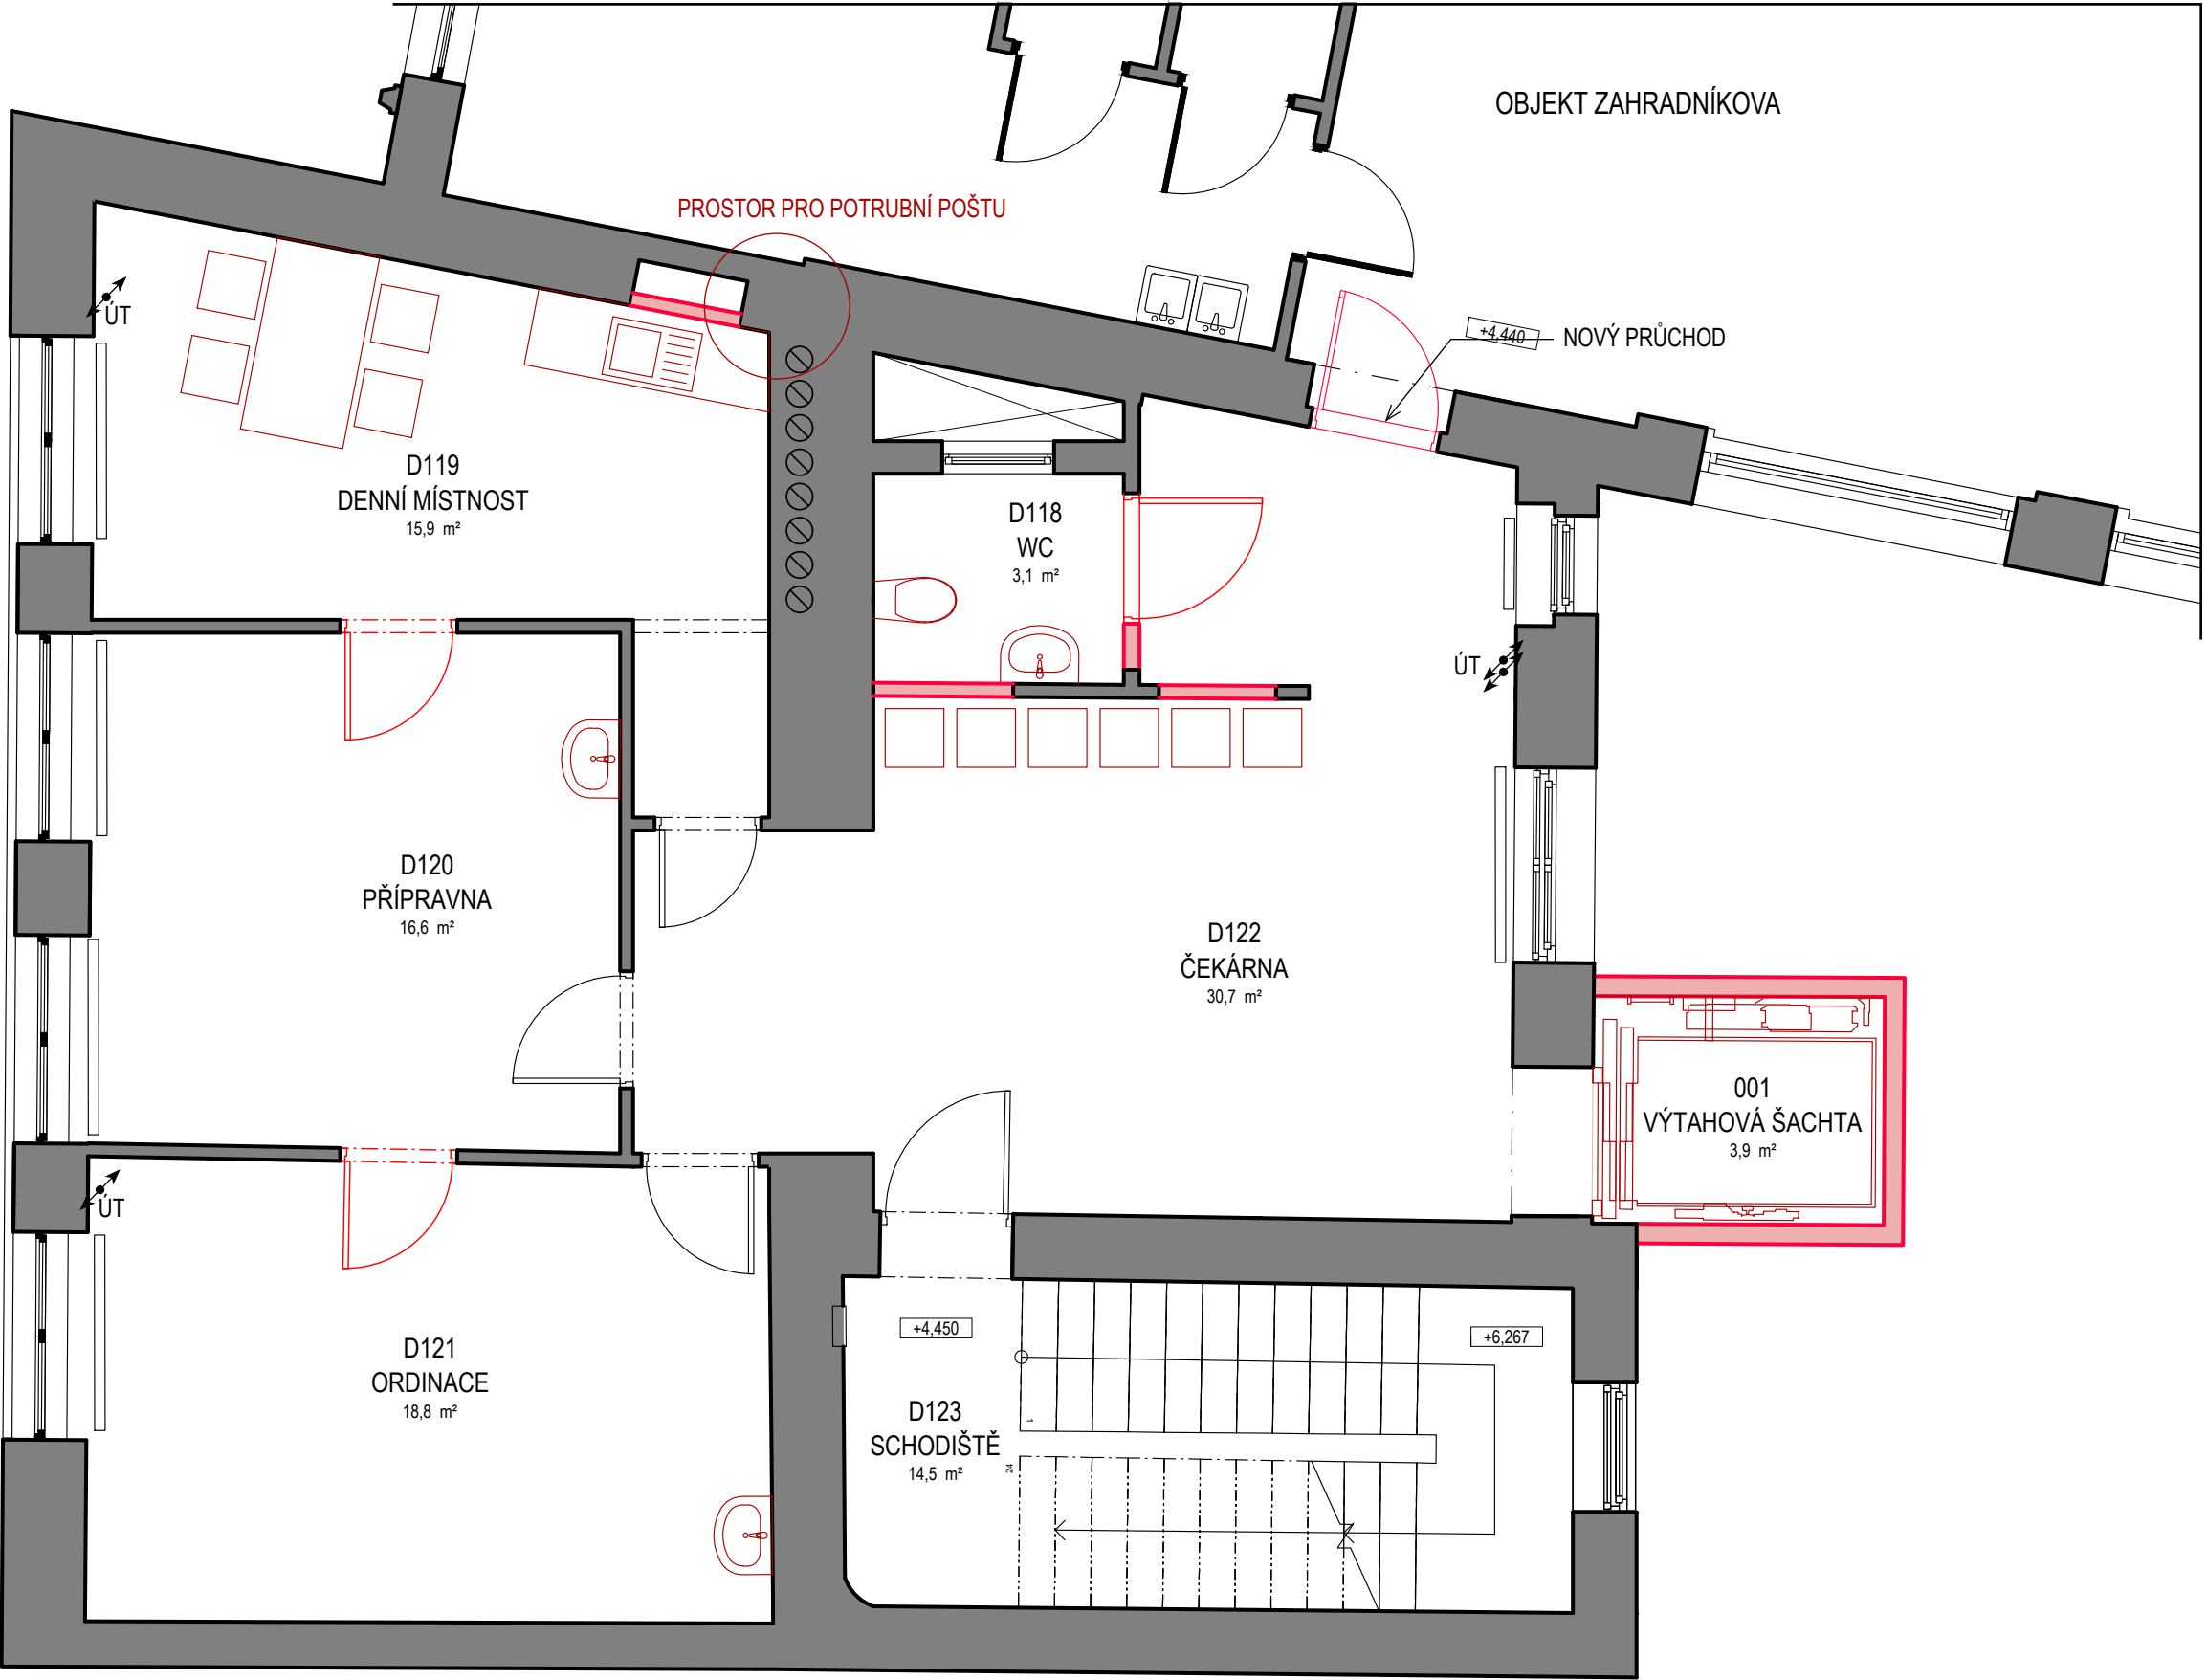 OBJEKT ZAHRADNÍKOVA
PROSTOR PRO POTRUBNÍ POŠTU
ÚT
+4,440
NOVÝ PRŮCHOD
D119
DENNÍ MÍSTNOST
15,9 m²
D118
WC
3,1 m²
ÚT
D120
PŘÍPRAVNA
16,6 m²
D122
ČEKÁRNA
30,7 m²
001
VÝTAHOVÁ ŠACHTA
3,9 m²
ÚT
+4,450
+6,267
D121
ORDINACE
18,8 m²
D123
SCHODIŠTĚ
14,5 m²
1
24